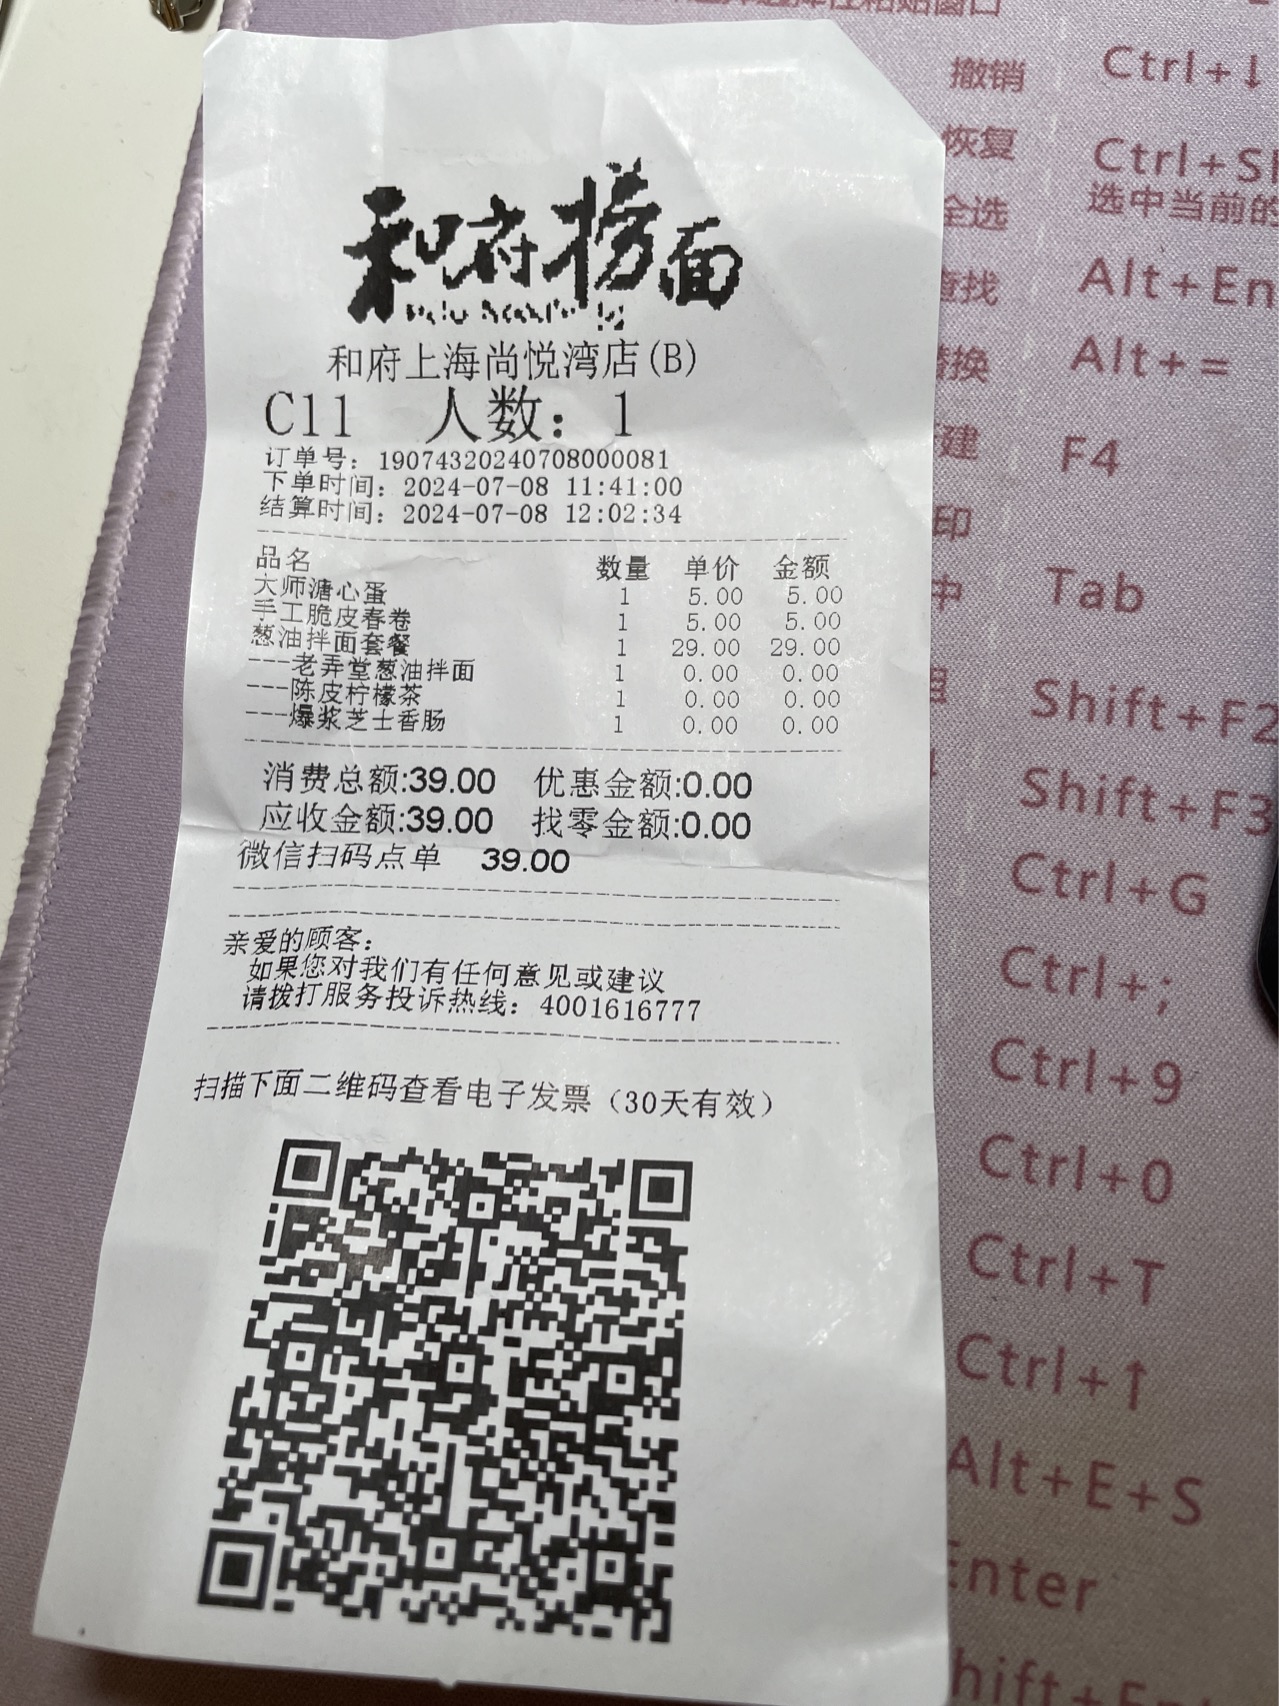 和府捞面
和府上海尚悦湾店(B)
C11 人数： 1
订单号：19074320240708000081
下单时间：2024-07-08 11:41:00
结算时间：2024-07-08 12:02:34
品名 数量 单价 金额
大师溏心蛋 1 5.00 5.00
手工脆皮春卷 1 5.00 5.00
葱油拌面套餐 1 29.00 29.00
---老弄堂葱油拌面 1 0.00 0.00
---陈皮柠檬茶 1 0.00 0.00
---爆浆芝士香肠 1 0.00 0.00
消费总额:39.00 优惠金额:0.00
应收金额:39.00 找零金额:0.00
微信扫码点单 39.00
亲爱的顾客：
如果您对我们有任何意见或建议
请拨打服务投诉热线：4001616777
扫描下面二维码查看电子发票（30天有效）
撤销 Ctrl+↓
恢复
全选 选中当前的
查找
替换 Alt+=
建 F4
印
中 Tab
Shift+F2
Shift+F3
Ctrl+G
Ctrl+;
Ctrl+9
Ctrl+0
Ctrl+T
Ctrl+↑
Alt+E+S
Enter